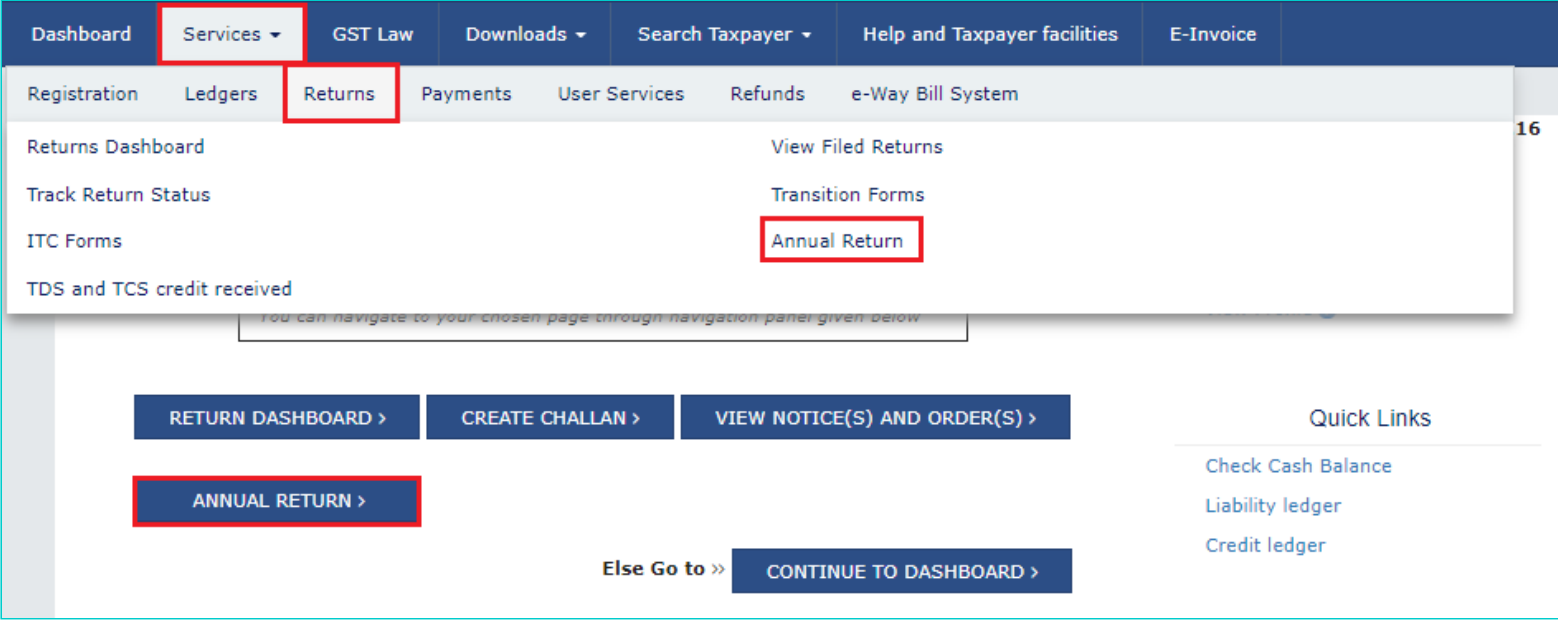 Dashboard Services GST Law Downloads Search Taxpayer Help and Taxpayer facilities E-Invoice
Registration Ledgers Returns Payments User Services Refunds e-Way Bill System
16
Returns Dashboard View Filed Returns
Track Return Status Transition Forms
ITC Forms Annual Return
TDS and TCS credit received
You can navigate to your chosen page through navigation panel given below
RETURN DASHBOARD > CREATE CHALLAN > VIEW NOTICE(S) AND ORDER(S) >
Quick Links
Check Cash Balance
ANNUAL RETURN >
Liability ledger
Credit ledger
Else Go to » CONTINUE TO DASHBOARD >